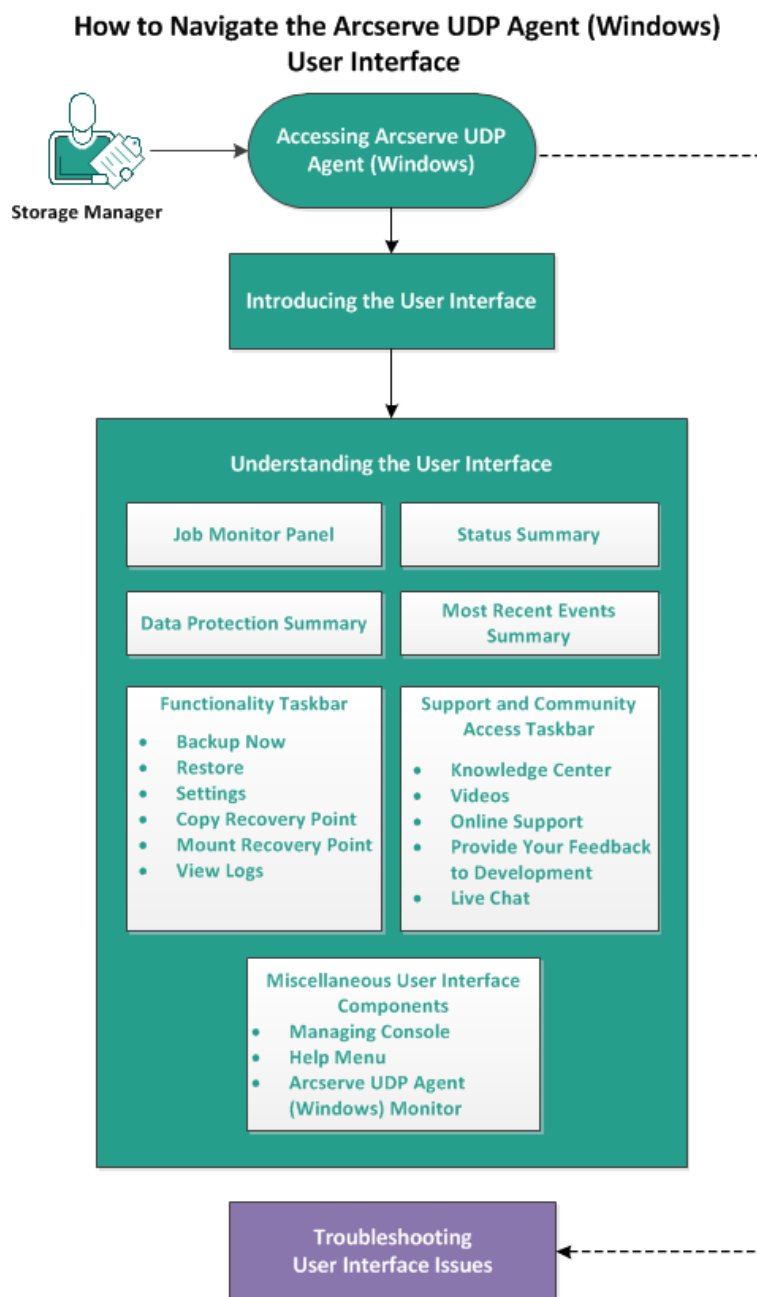 How to Navigate the Arcserve UDP Agent (Windows)
User Interface
Accessing Arcserve UDP
Agent (Windows)
Storage Manager
Introducing the User Interface
Understanding the User Interface
Job Monitor Panel
Status Summary
Data Protection Summary
Most Recent Events
Summary
Functionality Taskbar
• Backup Now
• Restore
• Settings
• Copy Recovery Point
• Mount Recovery Point
• View Logs
Support and Community
Access Taskbar
• Knowledge Center
• Videos
• Online Support
• Provide Your Feedback
to Development
• Live Chat
Miscellaneous User Interface
Components
• Managing Console
• Help Menu
• Arcserve UDP Agent
(Windows) Monitor
Troubleshooting
User Interface Issues